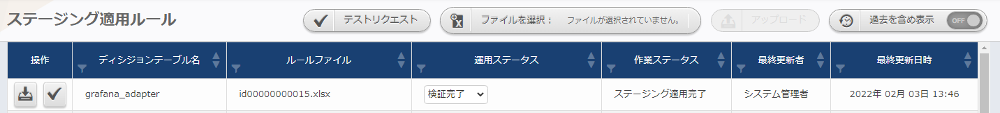 ステージング適用ルール
テストリクエスト
ファイルを選択： ファイルが選択されていません。
アップロード
過去を含め表示 OFF
操作 ディシジョンテーブル名 ルールファイル 運用ステータス 作業ステータス 最終更新者 最終更新日時
grafana_adapter id00000000015.xlsx 検証完了 ステージング適用完了 システム管理者 2022年 02月 03日 13:46